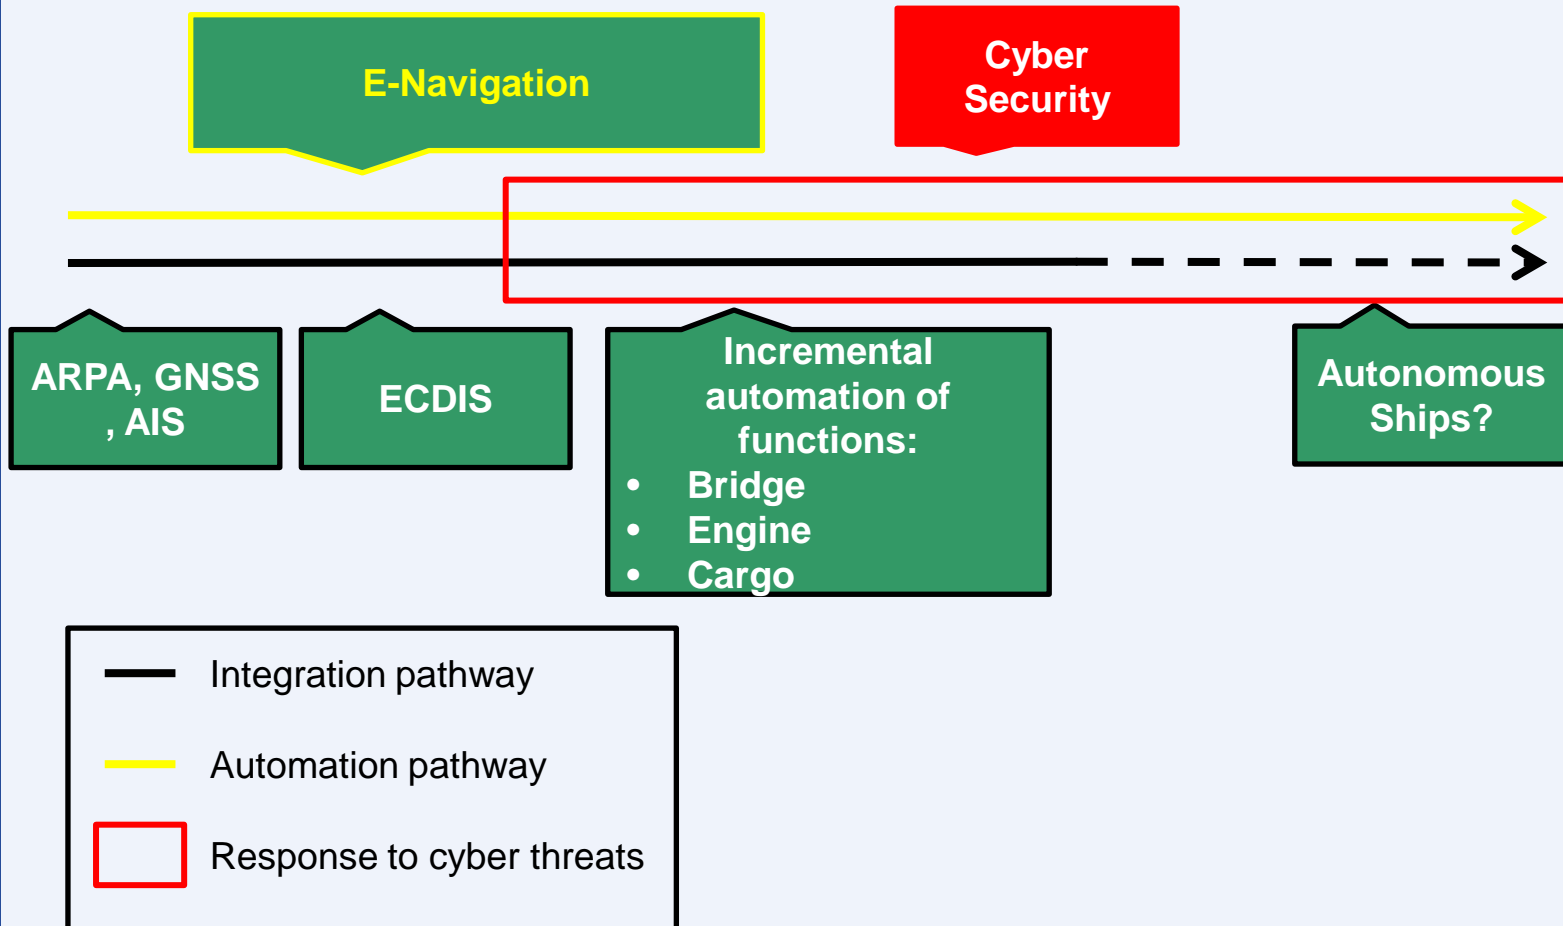 E-Navigation
Cyber
Security
ARPA, GNSS
, AIS
ECDIS
Incremental
automation of
functions:
• Bridge
• Engine
• Cargo
Autonomous
Ships?
Integration pathway
Automation pathway
Response to cyber threats